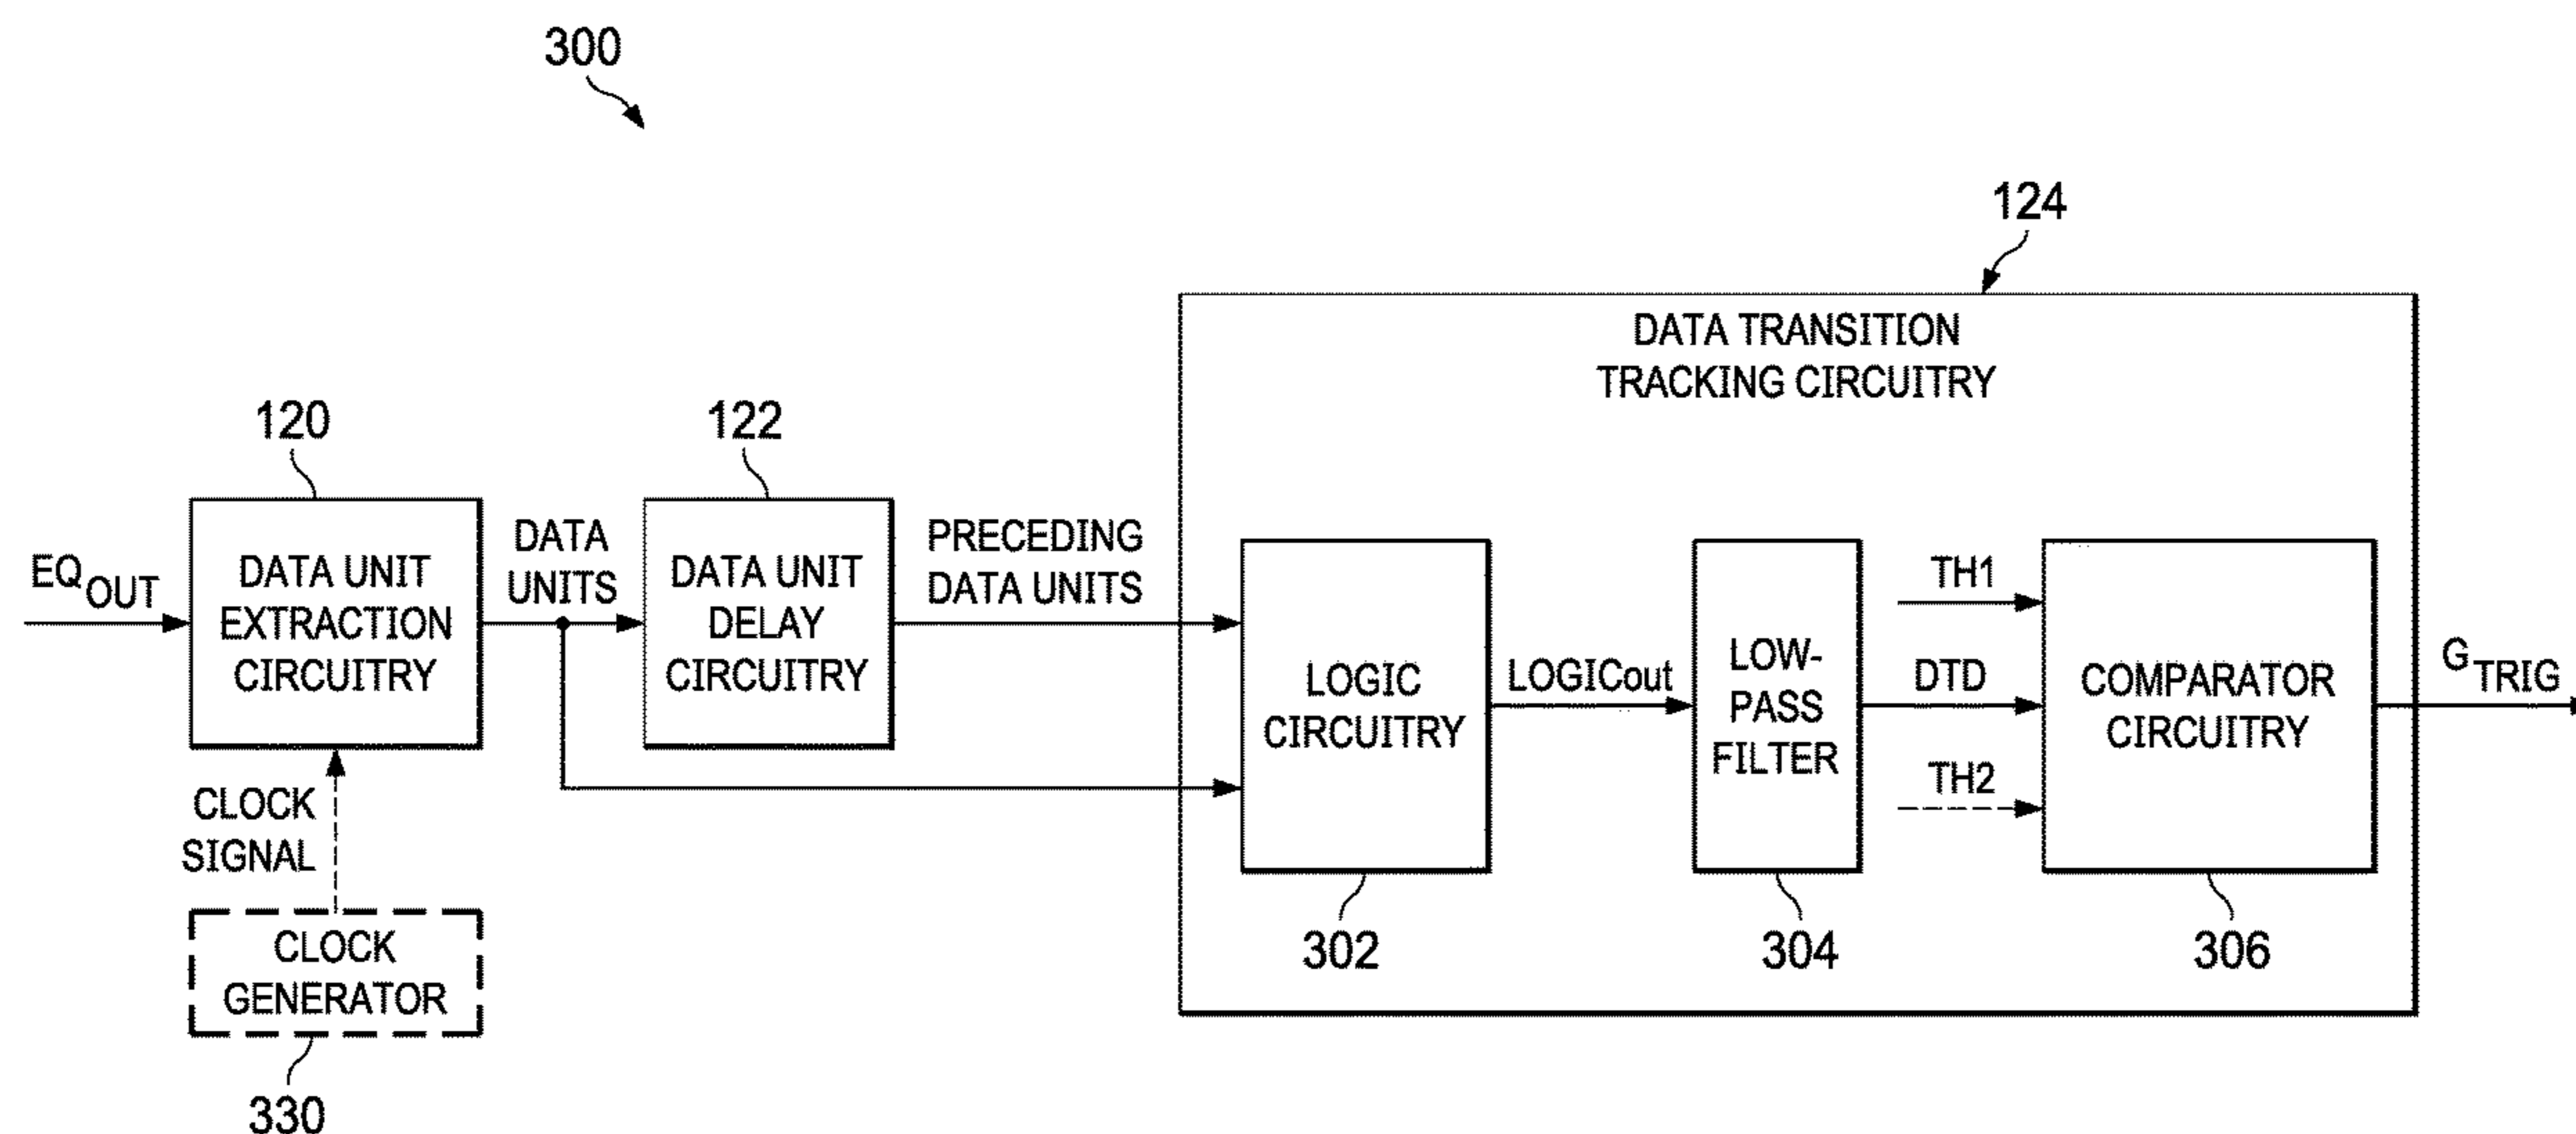 300
124
DATA TRANSITION
TRACKING CIRCUITRY
120
122
EQOUT
DATA UNIT
EXTRACTION
CIRCUITRY
DATA
UNITS
DATA UNIT
DELAY
CIRCUITRY
PRECEDING
DATA UNITS
LOGIC
CIRCUITRY
LOGICout
LOW-
PASS
FILTER
TH1
DTD
TH2
COMPARATOR
CIRCUITRY
GTRIG
CLOCK
SIGNAL
CLOCK
GENERATOR
302
304
306
330